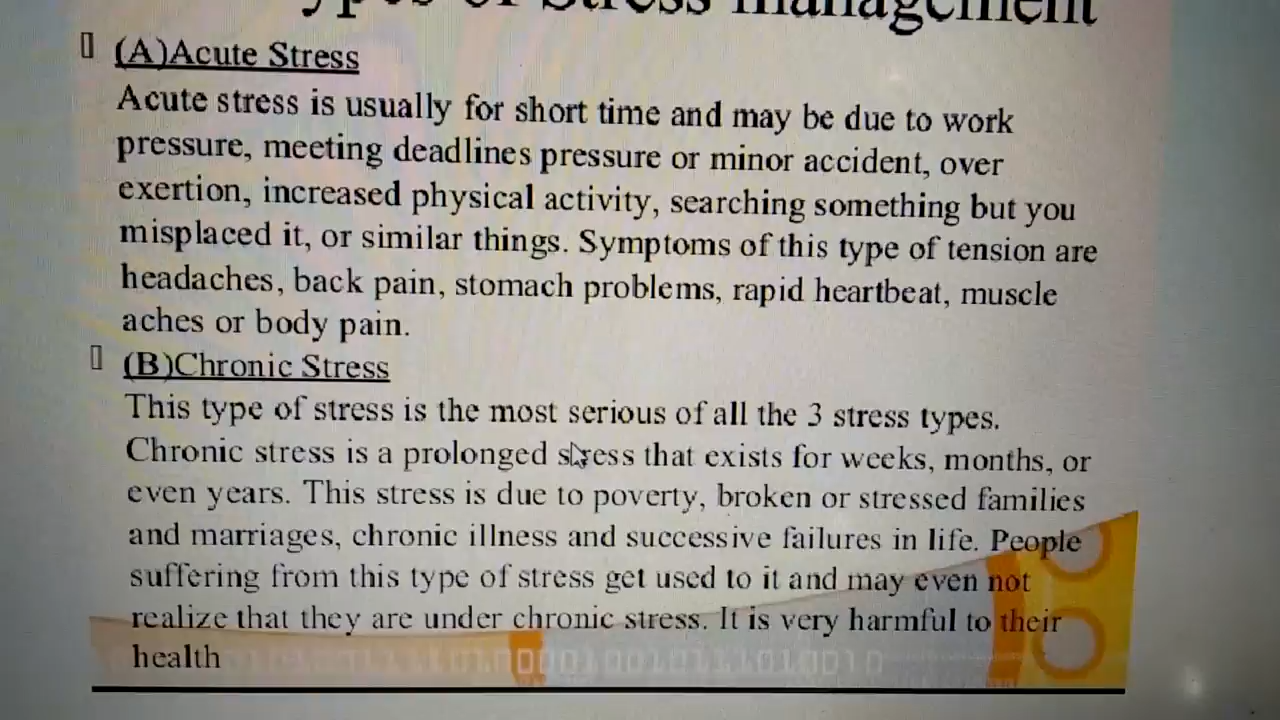 Types of Stress management
(A)Acute Stress
Acute stress is usually for short time and may be due to work
pressure, meeting deadlines pressure or minor accident, over
exertion, increased physical activity, searching something but you
misplaced it, or similar things. Symptoms of this type of tension are
headaches, back pain, stomach problems, rapid heartbeat, muscle
aches or body pain.
(B)Chronic Stress
This type of stress is the most serious of all the 3 stress types.
Chronic stress is a prolonged stress that exists for weeks, months, or
even years. This stress is due to poverty, broken or stressed families
and marriages, chronic illness and successive failures in life. People
suffering from this type of stress get used to it and may even not
realize that they are under chronic stress. It is very harmful to their
health